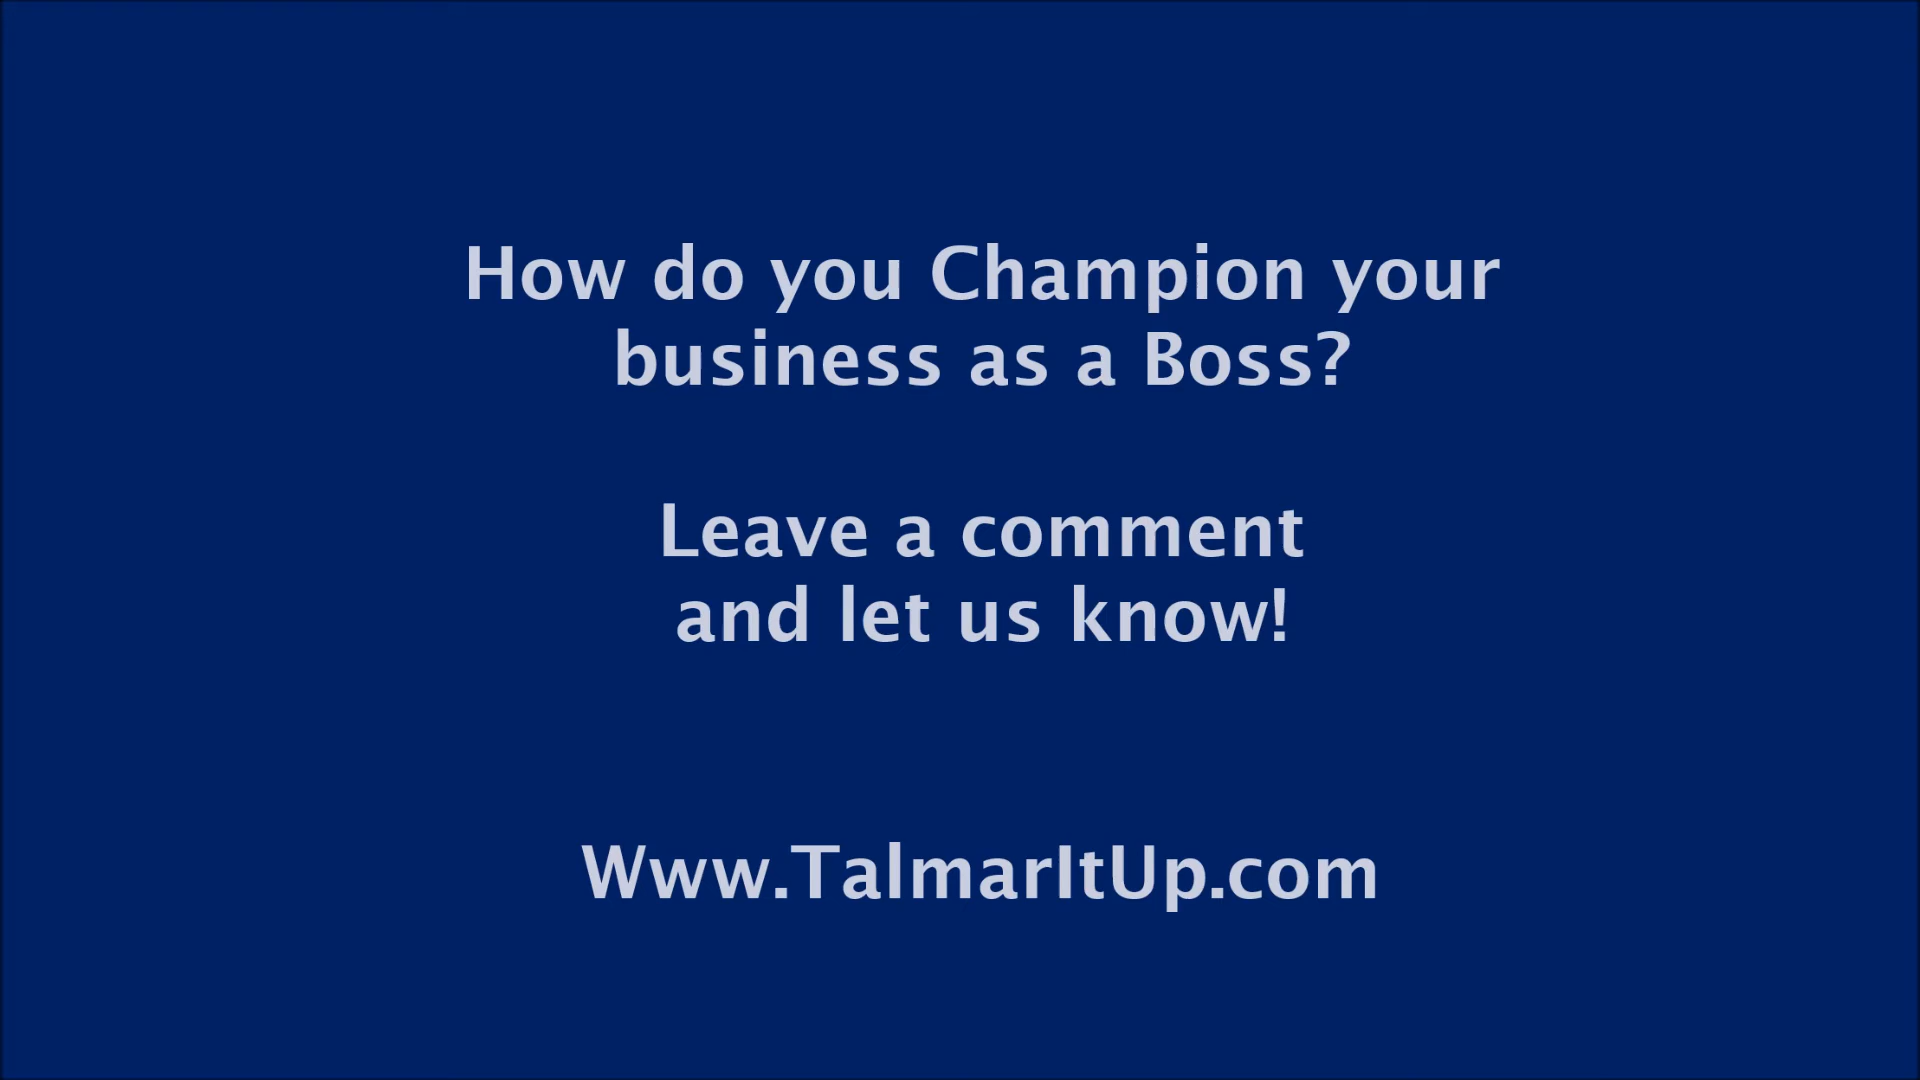 How do you Champion your
business as a Boss?
Leave a comment
and let us know!
Www.TalmarItUp.com